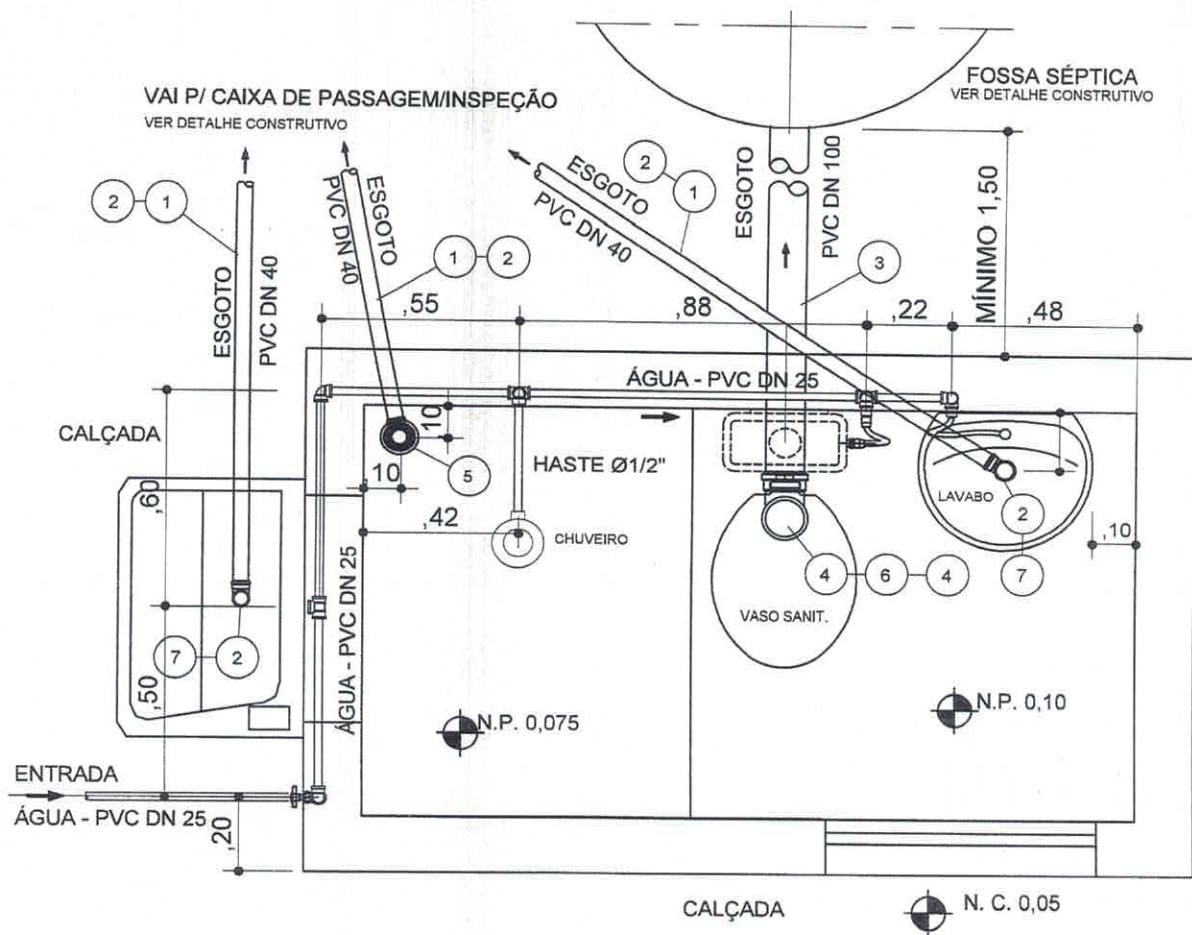 FOSSA SÉPTICA
VER DETALHE CONSTRUTIVO
VAI P/ CAIXA DE PASSAGEM/INSPEÇÃO
VER DETALHE CONSTRUTIVO
2
1
ESGOTO
PVC DN 40
ESGOTO
PVC DN 40
1
2
ESGOTO
PVC DN 40
2
1
ESGOTO
PVC DN 100
3
MÍNIMO 1,50
,55
,88
,22
,48
ÁGUA - PVC DN 25
CALÇADA
10
,10
5
HASTE Ø1/2"
,42
CHUVEIRO
LAVABO
2
7
,10
4
6
4
VASO SANIT.
,60
7
2
,50
ÁGUA - PVC DN 25
N.P. 0,075
N.P. 0,10
ENTRADA
ÁGUA - PVC DN 25
,20
CALÇADA
N. C. 0,05